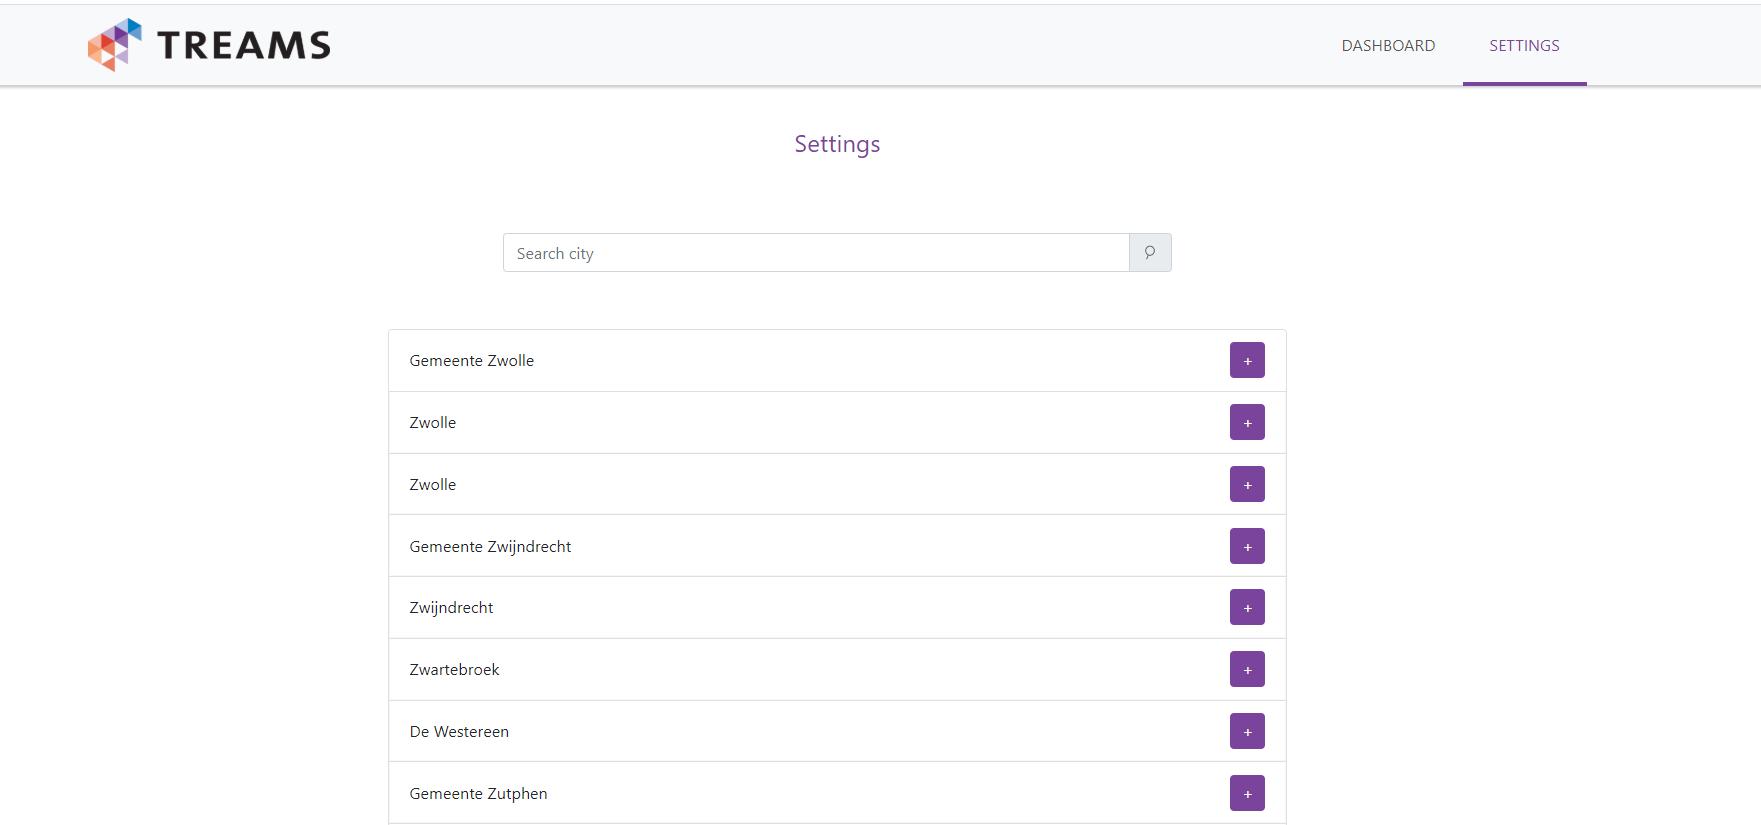 TREAMS
DASHBOARD
SETTINGS
Settings
Search city
Gemeente Zwolle
+
Zwolle
+
Zwolle
+
Gemeente Zwijndrecht
+
Zwijndrecht
+
Zwartebroek
+
De Westereen
+
Gemeente Zutphen
+